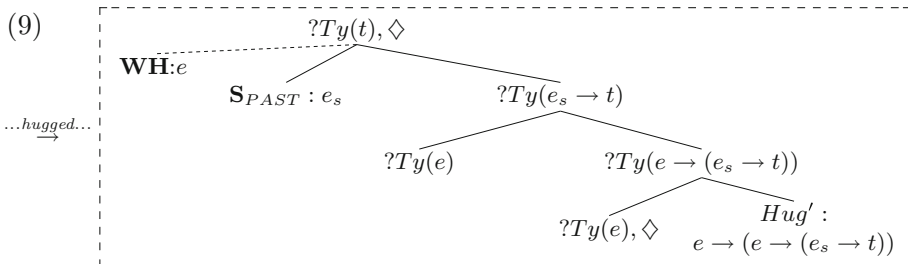 (9)
?Ty(t), ◇
WH:e
S_PAST : e_s
?Ty(e_s → t)
...hugged...
→
?Ty(e)
?Ty(e → (e_s → t))
?Ty(e), ◇
Hug′ :
e → (e → (e_s → t))